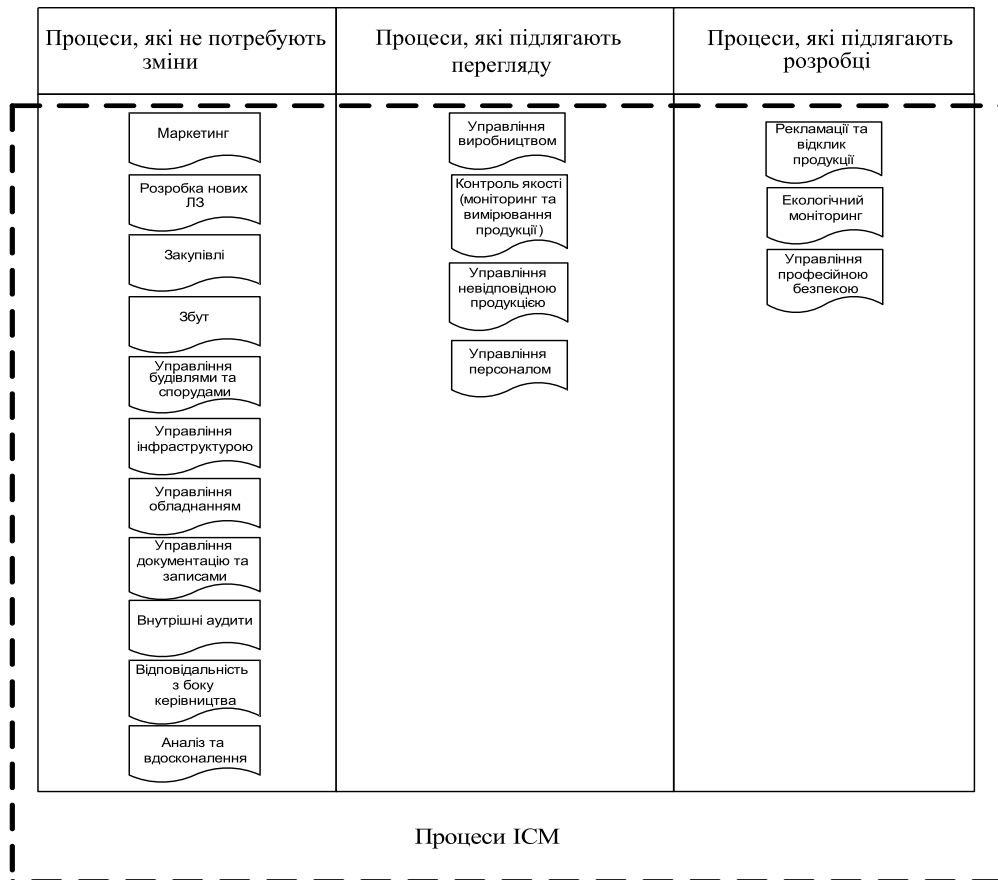 Процеси, які не потребують
зміни
Процеси, які підлягають
перегляду
Процеси, які підлягають
розробці
Маркетинг
Розробка нових
ЛЗ
Закупівлі
Збут
Управління
будівлями та
спорудами
Управління
інфраструктурою
Управління
обладнанням
Управління
документацію та
записами
Внутрішні аудити
Відповідальність
з боку
керівництва
Аналіз та
вдосконалення
Управління
виробництвом
Контроль якості
(моніторинг та
вимірювання
продукції)
Управління
невідповідною
продукцією
Управління
персоналом
Рекламації та
відклик
продукції
Екологічний
моніторинг
Управління
професійною
безпекою
Процеси ІСМ